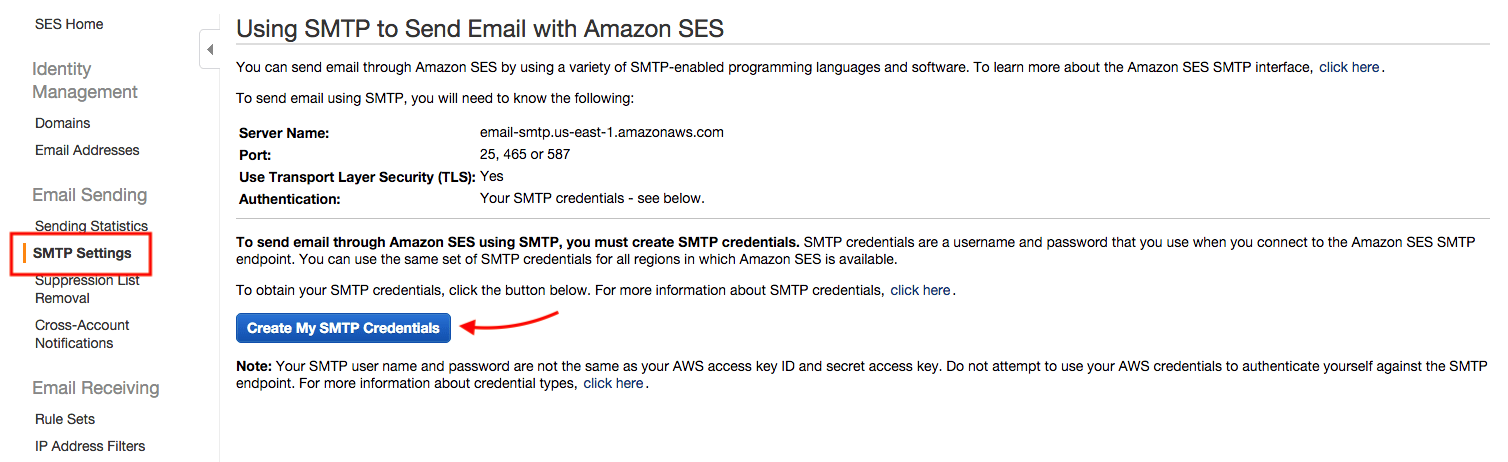 SES Home
Identity
Management
Domains
Email Addresses
Email Sending
Sending Statistics
SMTP Settings
Suppression List
Removal
Cross-Account
Notifications
Email Receiving
Rule Sets
IP Address Filters
Using SMTP to Send Email with Amazon SES
You can send email through Amazon SES by using a variety of SMTP-enabled programming languages and software. To learn more about the Amazon SES SMTP interface, click here.
To send email using SMTP, you will need to know the following:
Server Name: email-smtp.us-east-1.amazonaws.com
Port: 25, 465 or 587
Use Transport Layer Security (TLS): Yes
Authentication: Your SMTP credentials - see below.
To send email through Amazon SES using SMTP, you must create SMTP credentials. SMTP credentials are a username and password that you use when you connect to the Amazon SES SMTP
endpoint. You can use the same set of SMTP credentials for all regions in which Amazon SES is available.
To obtain your SMTP credentials, click the button below. For more information about SMTP credentials, click here.
Create My SMTP Credentials
Note: Your SMTP user name and password are not the same as your AWS access key ID and secret access key. Do not attempt to use your AWS credentials to authenticate yourself against the SMTP
endpoint. For more information about credential types, click here.